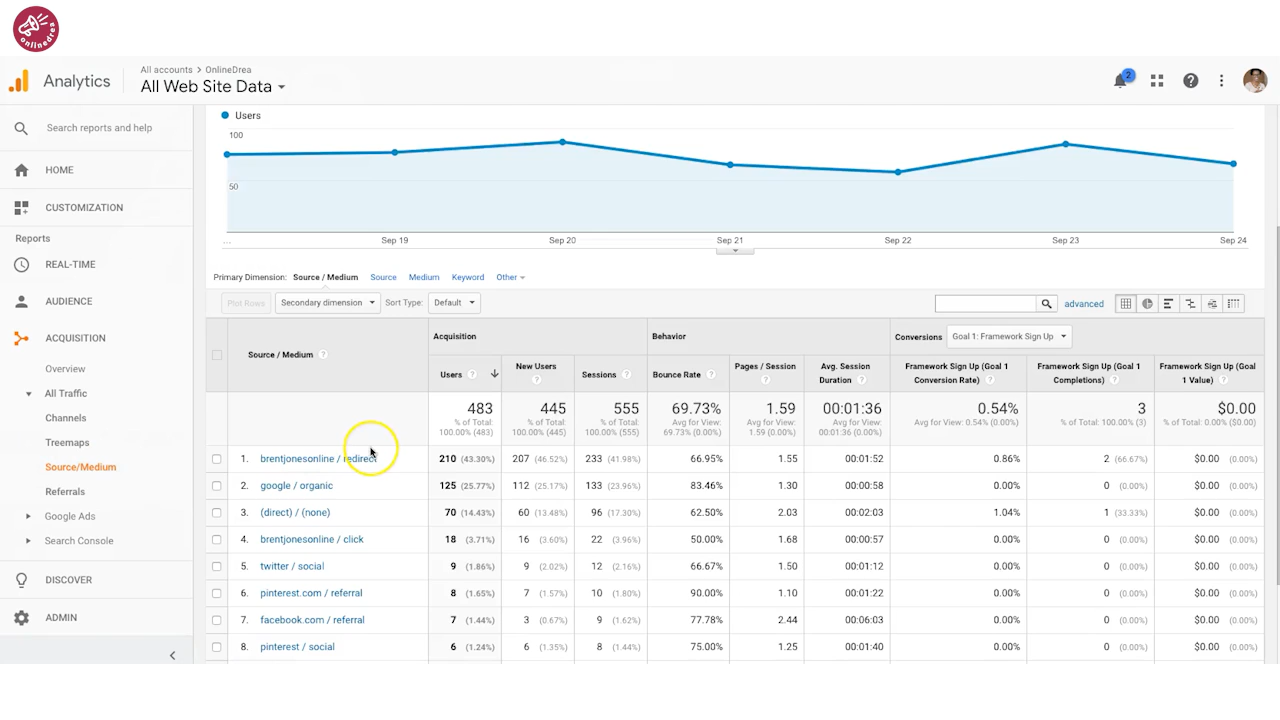 onlinedrea
Analytics
All accounts > OnlineDrea
All Web Site Data
2
Search reports and help
HOME
CUSTOMIZATION
Reports
REAL-TIME
AUDIENCE
ACQUISITION
Overview
All Traffic
Channels
Treemaps
Source/Medium
Referrals
Google Ads
Search Console
DISCOVER
ADMIN
Users
100
50
... Sep 19 Sep 20 Sep 21 Sep 22 Sep 23 Sep 24
Primary Dimension: Source / Medium Source Medium Keyword Other
Plot Rows Secondary dimension Sort Type: Default advanced
Source / Medium ? Acquisition Behavior Conversions Goal 1: Framework Sign Up
Users ? New Users ? Sessions ? Bounce Rate ? Pages / Session ? Avg. Session Duration ? Framework Sign Up (Goal 1 Conversion Rate) ? Framework Sign Up (Goal 1 Completions) ? Framework Sign Up (Goal 1 Value) ?
483 445 555 69.73% 1.59 00:01:36 0.54% 3 $0.00
% of Total: % of Total: % of Total: Avg for View: Avg for View: Avg for View: Avg for View: 0.54% (0.00%) % of Total: 100.00% (3) % of Total: 0.00% ($0.00)
100.00% (483) 100.00% (445) 100.00% (555) 69.73% (0.00%) 1.59 (0.00%) 00:01:36 (0.00%)
1. brentjonesonline / redirect 210 (43.30%) 207 (46.52%) 233 (41.98%) 66.95% 1.55 00:01:52 0.86% 2 (66.67%) $0.00 (0.00%)
2. google / organic 125 (25.77%) 112 (25.17%) 133 (23.96%) 83.46% 1.30 00:00:58 0.00% 0 (0.00%) $0.00 (0.00%)
3. (direct) / (none) 70 (14.43%) 60 (13.48%) 96 (17.30%) 62.50% 2.03 00:02:03 1.04% 1 (33.33%) $0.00 (0.00%)
4. brentjonesonline / click 18 (3.71%) 16 (3.60%) 22 (3.96%) 50.00% 1.68 00:00:57 0.00% 0 (0.00%) $0.00 (0.00%)
5. twitter / social 9 (1.86%) 9 (2.02%) 12 (2.16%) 66.67% 1.50 00:01:12 0.00% 0 (0.00%) $0.00 (0.00%)
6. pinterest.com / referral 8 (1.65%) 7 (1.57%) 10 (1.80%) 90.00% 1.10 00:01:22 0.00% 0 (0.00%) $0.00 (0.00%)
7. facebook.com / referral 7 (1.44%) 3 (0.67%) 9 (1.62%) 77.78% 2.44 00:06:03 0.00% 0 (0.00%) $0.00 (0.00%)
8. pinterest / social 6 (1.24%) 6 (1.35%) 8 (1.44%) 75.00% 1.25 00:01:40 0.00% 0 (0.00%) $0.00 (0.00%)